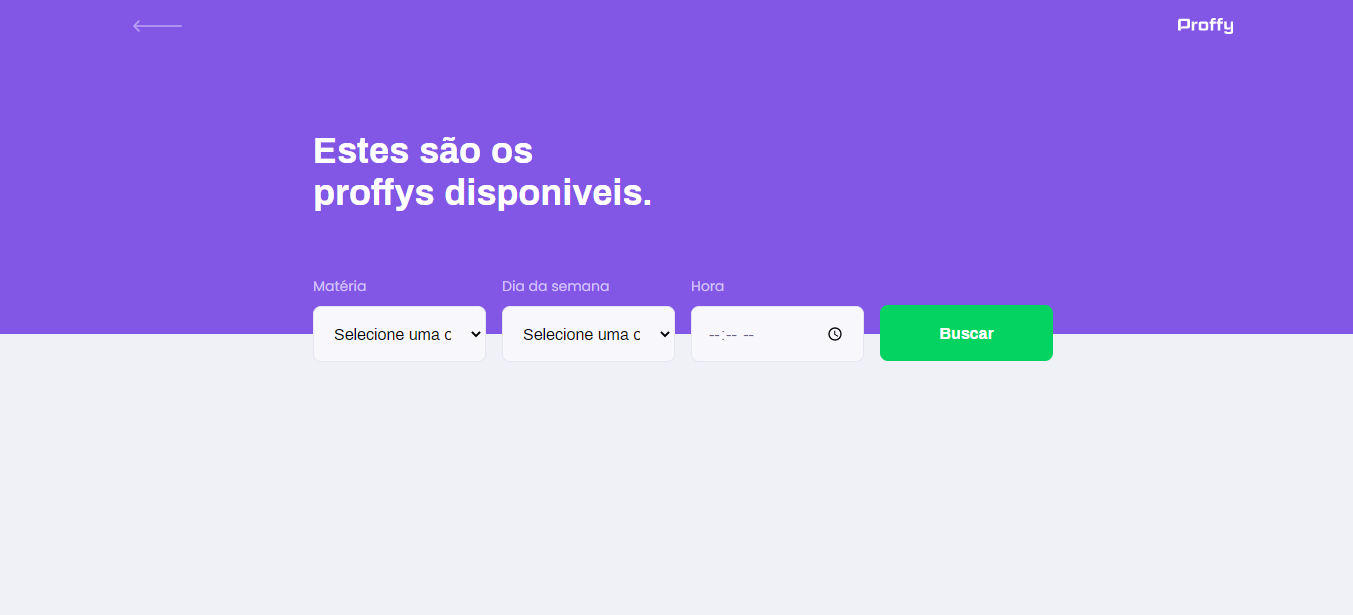 Proffy
Estes são os
proffys disponiveis.
Matéria
Dia da semana
Hora
Selecione uma c
Selecione uma c
--:-- --
Buscar